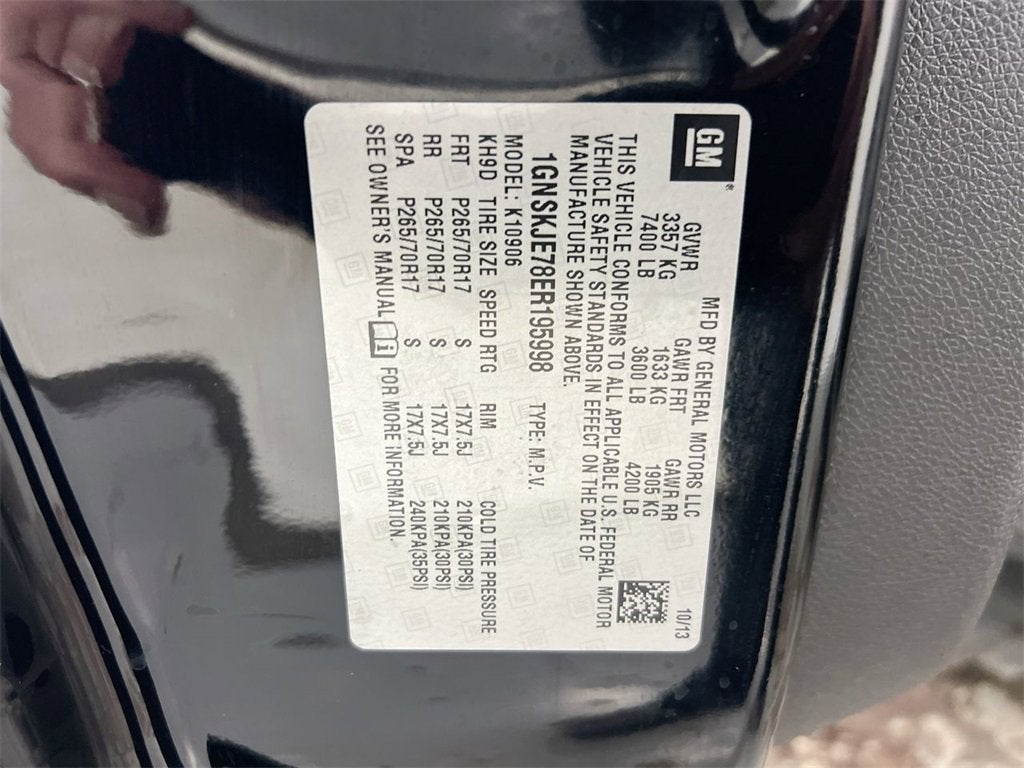 GM
®
MFD BY GENERAL MOTORS LLC 10/13
GVWR GAWR FRT GAWR RR
3357 KG 1633 KG 1905 KG
7400 LB 3600 LB 4200 LB
THIS VEHICLE CONFORMS TO ALL APPLICABLE U.S. FEDERAL MOTOR
VEHICLE SAFETY STANDARDS IN EFFECT ON THE DATE OF
MANUFACTURE SHOWN ABOVE.
1GNSKJE78ER195998 TYPE: M.P.V.
MODEL: K10906
KH9D TIRE SIZE SPEED RTG RIM COLD TIRE PRESSURE
FRT P265/70R17 S 17X7.5J 210KPA(30PSI)
RR P265/70R17 S 17X7.5J 210KPA(30PSI)
SPA P265/70R17 S 17X7.5J 240KPA(35PSI)
SEE OWNER'S MANUAL i FOR MORE INFORMATION.